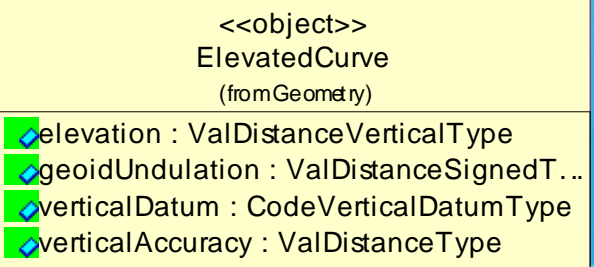 <<object>>
ElevatedCurve
(from Geometry)
elevation : ValDistanceVerticalType
geoidUndulation : ValDistanceSignedT...
verticalDatum : CodeVerticalDatumType
verticalAccuracy : ValDistanceType